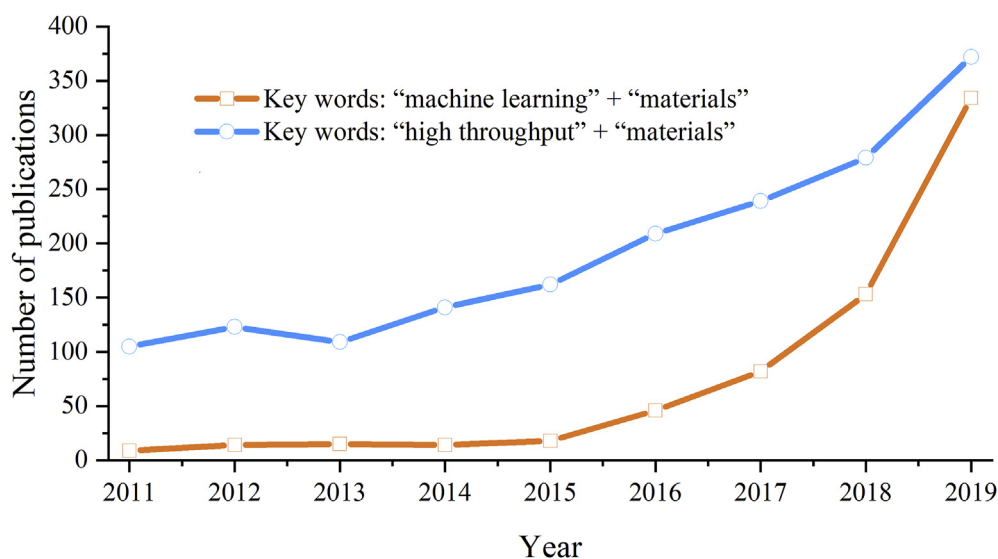 400
350
300
250
200
150
100
50
0
Number of publications
Key words: “machine learning” + “materials”
Key words: “high throughput” + “materials”
2011 2012 2013 2014 2015 2016 2017 2018 2019
Year